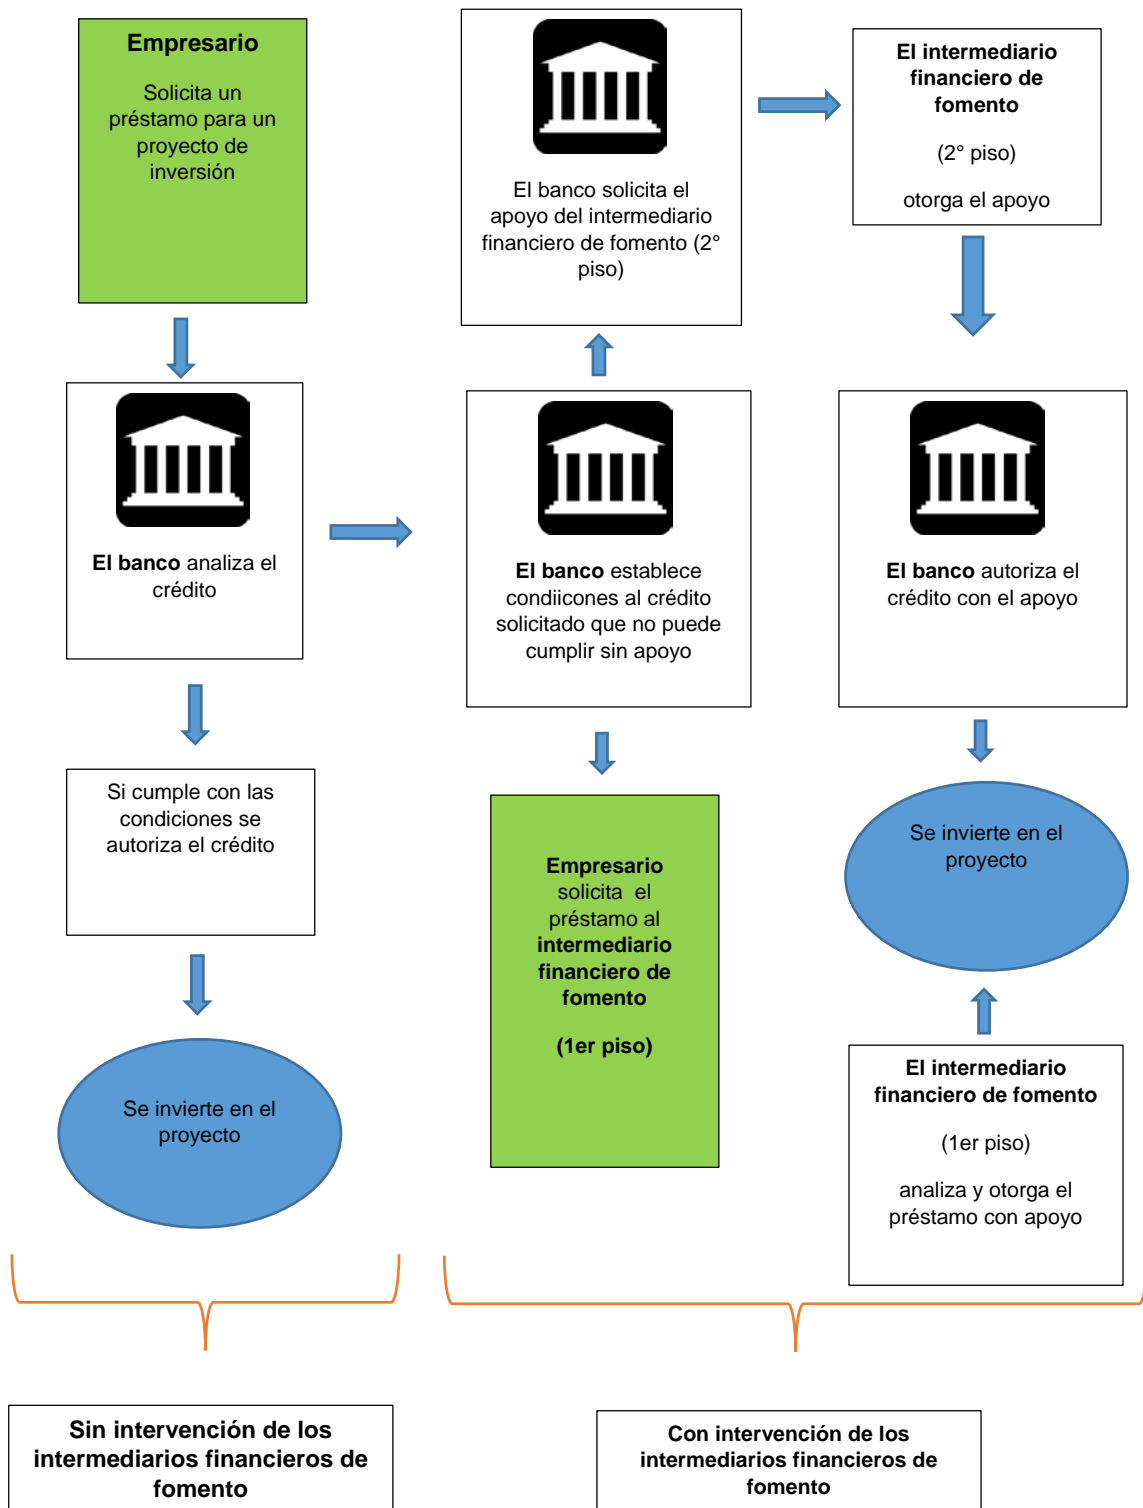 Empresario
Solicita un
préstamo para un
proyecto de
inversión
El banco analiza el
crédito
Si cumple con las
condiciones se
autoriza el crédito
Se invierte en el
proyecto
Sin intervención de los
intermediarios financieros de
fomento
El banco solicita el
apoyo del intermediario
financiero de fomento (2°
piso)
El banco establece
condiicones al crédito
solicitado que no puede
cumplir sin apoyo
Empresario
solicita el
préstamo al
intermediario
financiero de
fomento
(1er piso)
El intermediario
financiero de
fomento
(2° piso)
otorga el apoyo
El banco autoriza el
crédito con el apoyo
Se invierte en el
proyecto
El intermediario
financiero de fomento
(1er piso)
analiza y otorga el
préstamo con apoyo
Con intervención de los
intermediarios financieros de
fomento